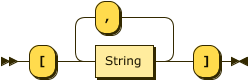 ,
[ String ]